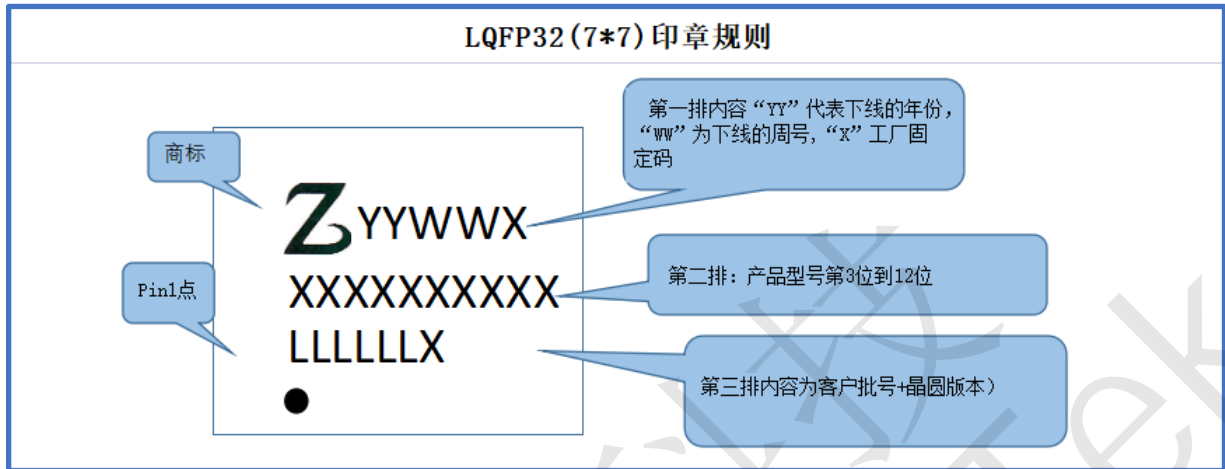 LQFP32(7*7)印章规则
第一排内容“YY”代表下线的年份，
“WW”为下线的周号，“X”工厂固
定码
商标
Z YYWWX
第二排：产品型号第3位到12位
Pin1点
XXXXXXXXXX
LLLLLLX
第三排内容为客户批号+晶圆版本）